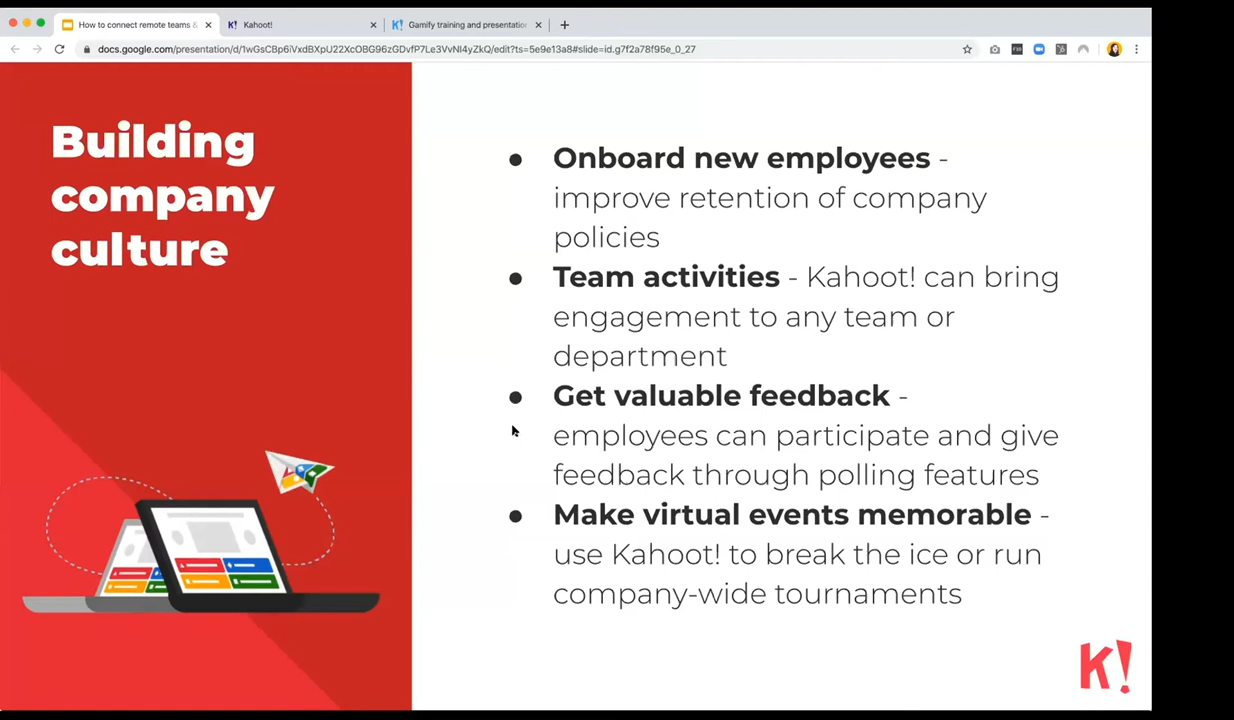 How to connect remote teams &
K! Kahoot!
Gamify training and presentation
docs.google.com/presentation/d/1wGsCBp6iVxdBXpU22XcOBG96zGDvfP7Le3VvNl4yZkQ/edit?ts=5e9e13a8#slide=id.g7f2a78f95e_0_27
Building
company
culture
● Onboard new employees -
improve retention of company
policies
● Team activities - Kahoot! can bring
engagement to any team or
department
● Get valuable feedback -
employees can participate and give
feedback through polling features
● Make virtual events memorable -
use Kahoot! to break the ice or run
company-wide tournaments
K!